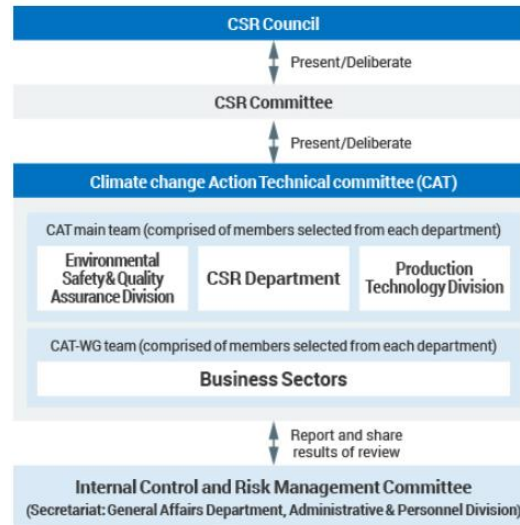 CSR Council
Present/Deliberate
CSR Committee
Present/Deliberate
Climate change Action Technical committee (CAT)
CAT main team (comprised of members selected from each department)
Environmental
Safety & Quality
Assurance Division
CSR Department
Production
Technology Division
CAT-WG team (comprised of members selected from each department)
Business Sectors
Report and share
results of review
Internal Control and Risk Management Committee
(Secretariat: General Affairs Department, Administrative & Personnel Division)